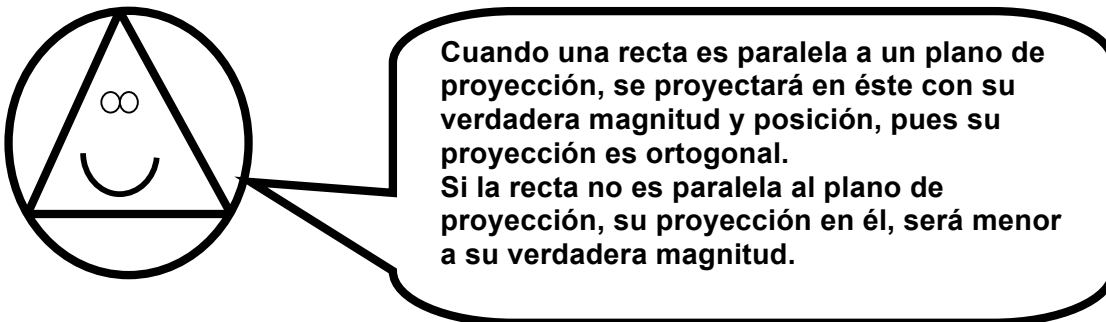 Cuando una recta es paralela a un plano de
proyección, se proyectará en éste con su
verdadera magnitud y posición, pues su
proyección es ortogonal.
Si la recta no es paralela al plano de
proyección, su proyección en él, será menor
a su verdadera magnitud.